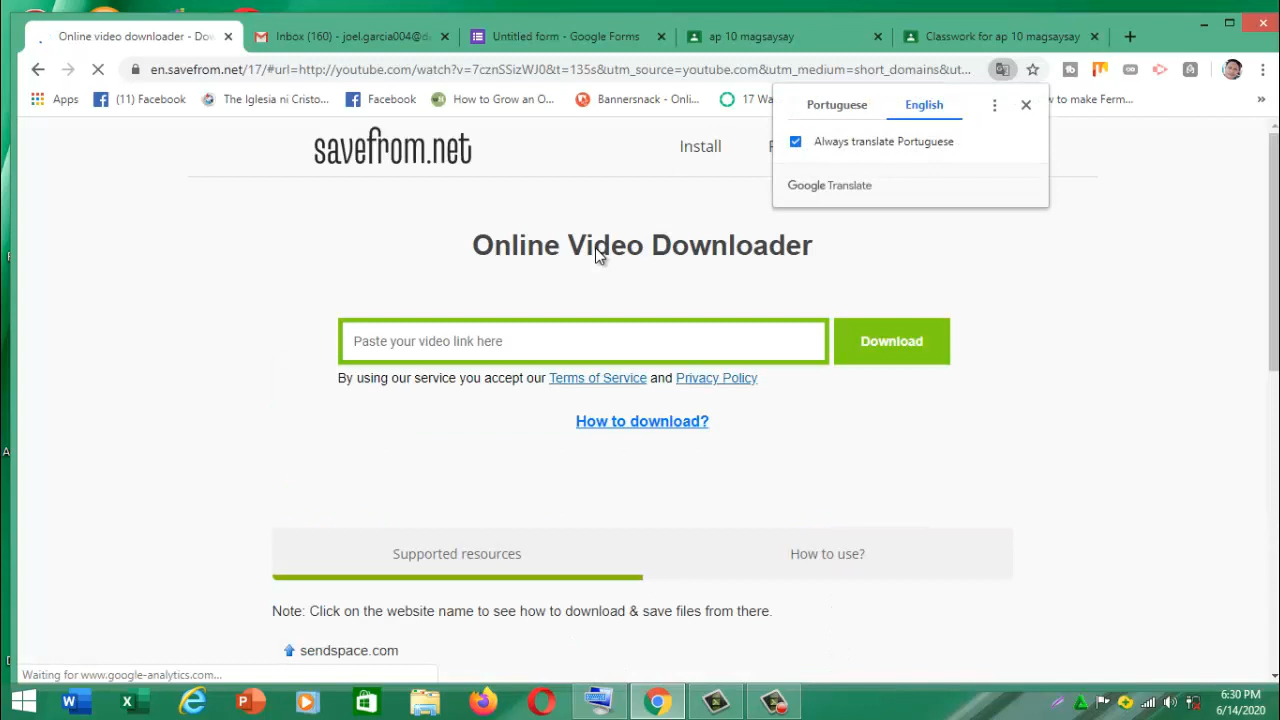 Online video downloader - Dow
Inbox (160) - joel.garcia004@de
Untitled form - Google Forms
ap 10 magsaysay
Classwork for ap 10 magsaysay
en.savefrom.net/17/#url=http://youtube.com/watch?v=7cznSSizWJ0&t=135s&utm_source=youtube.com&utm_medium=short_domains&ut...
Apps
(11) Facebook
The Iglesia ni Cristo...
Facebook
How to Grow an O...
Bannersnack - Onli...
17 Wa
w to make Ferm...
Portuguese
English
Always translate Portuguese
Google Translate
savefrom.net
Install
Online Video Downloader
Paste your video link here
Download
By using our service you accept our Terms of Service and Privacy Policy
How to download?
Supported resources
How to use?
Note: Click on the website name to see how to download & save files from there.
sendspace.com
Waiting for www.google-analytics.com...
6:30 PM
6/14/2020